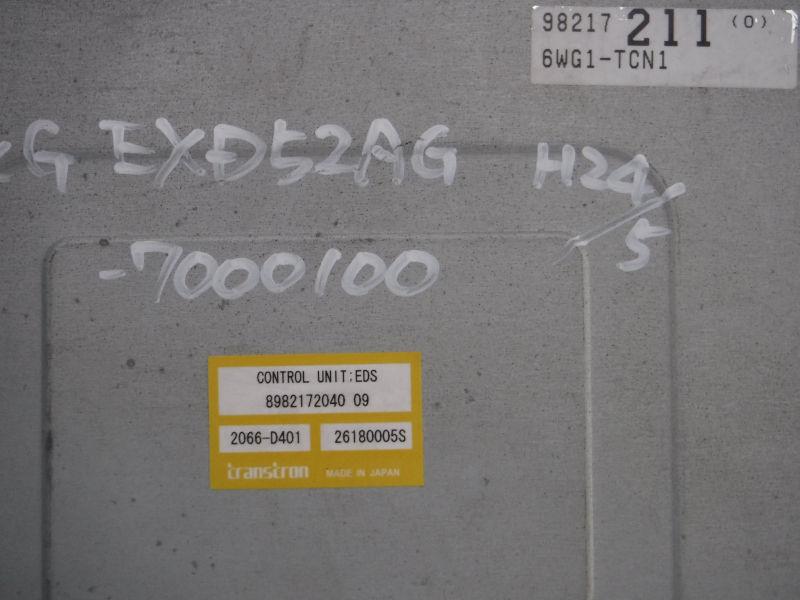 98217 211 (0)
6WG1-TCN1
G EXD52AG H24/5
-7000100
CONTROL UNIT:EDS
8982172040 09
2066-D401 26180005S
transtron MADE IN JAPAN